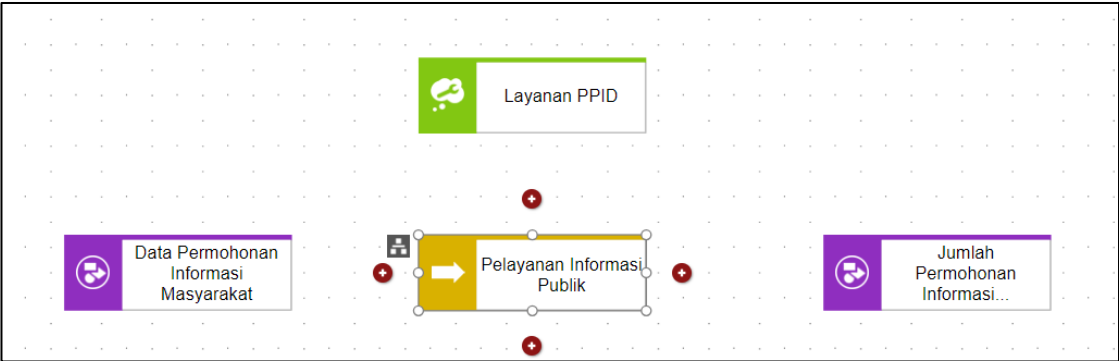 Layanan PPID
Data Permohonan
Informasi
Masyarakat
Pelayanan Informasi
Publik
Jumlah
Permohonan
Informasi...